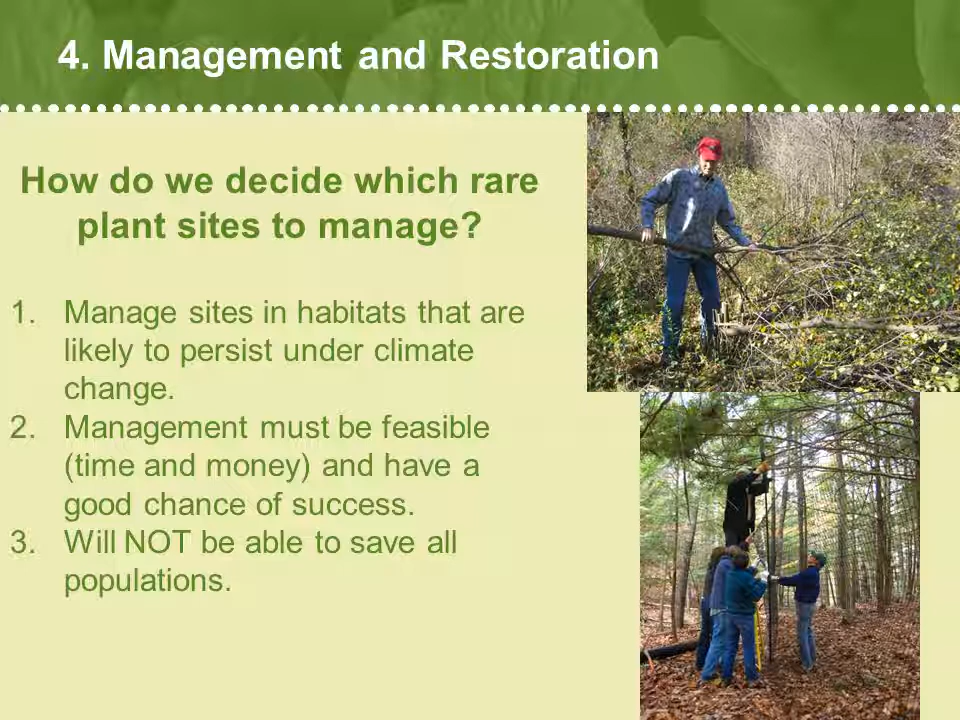 4. Management and Restoration
How do we decide which rare
plant sites to manage?
1. Manage sites in habitats that are
likely to persist under climate
change.
2. Management must be feasible
(time and money) and have a
good chance of success.
3. Will NOT be able to save all
populations.